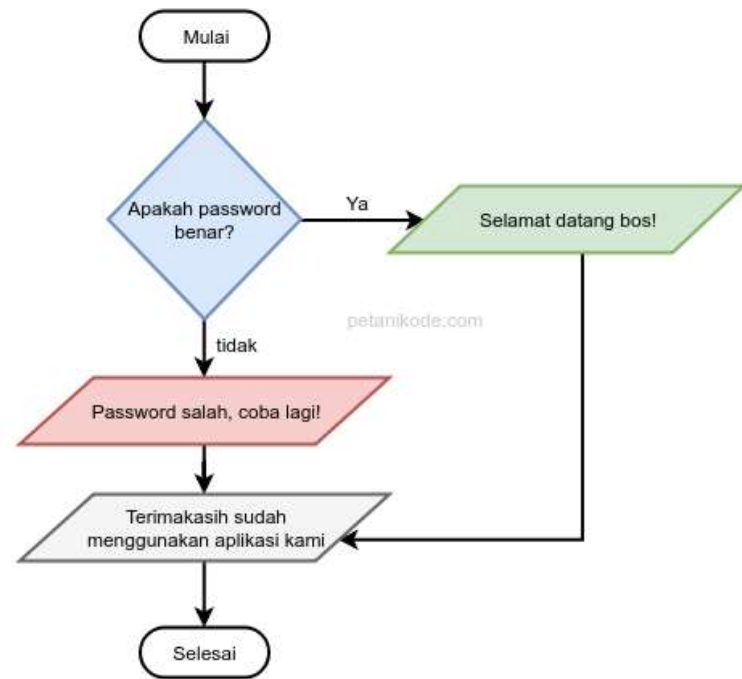 Mulai
Apakah password
benar?
Ya
Selamat datang bos!
petanikode.com
tidak
Password salah, coba lagi!
Terimakasih sudah
menggunakan aplikasi kami
Selesai